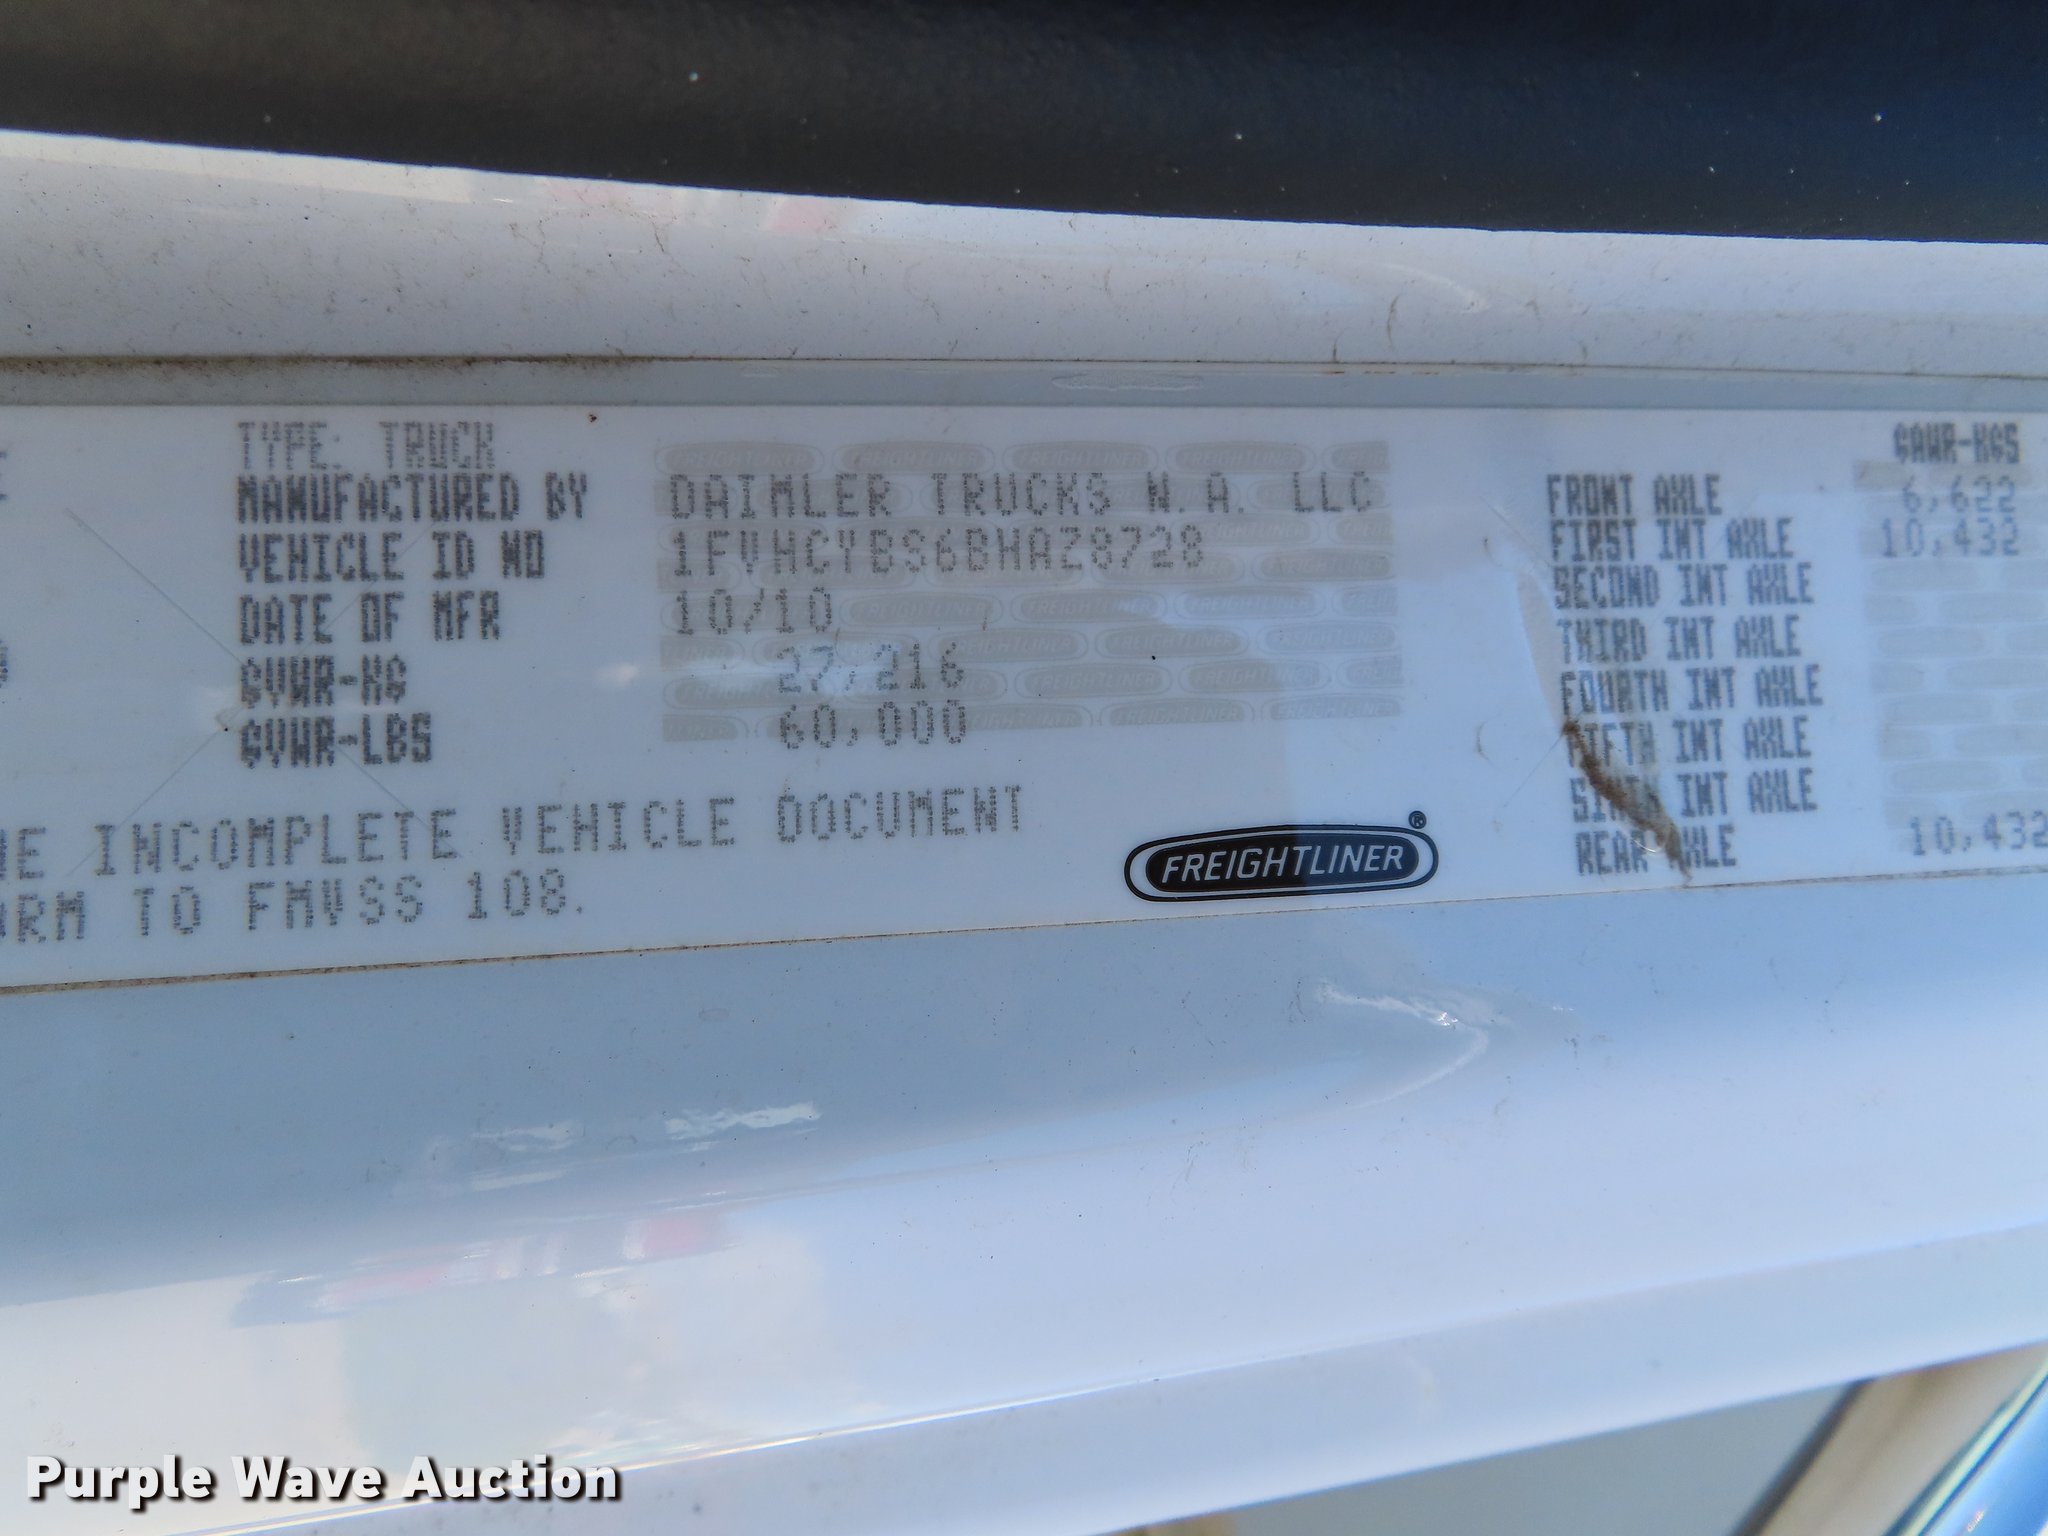 TYPE: TRUCK
MANUFACTURED BY DAIMLER TRUCKS N.A. LLC
VEHICLE ID NO 1FVHCYBS6BHAZ8728
DATE OF MFR 10/10
GVWR-KG 27,216
GVWR-LBS 60,000
INCOMPLETE VEHICLE DOCUMENT
TO FMVSS 108.
FREIGHTLINER®
GAWR-KGS
FRONT AXLE 6,622
FIRST INT AXLE 10,432
SECOND INT AXLE
THIRD INT AXLE
FOURTH INT AXLE
FIFTH INT AXLE
SIXTH INT AXLE
REAR AXLE 10,432
Purple Wave Auction